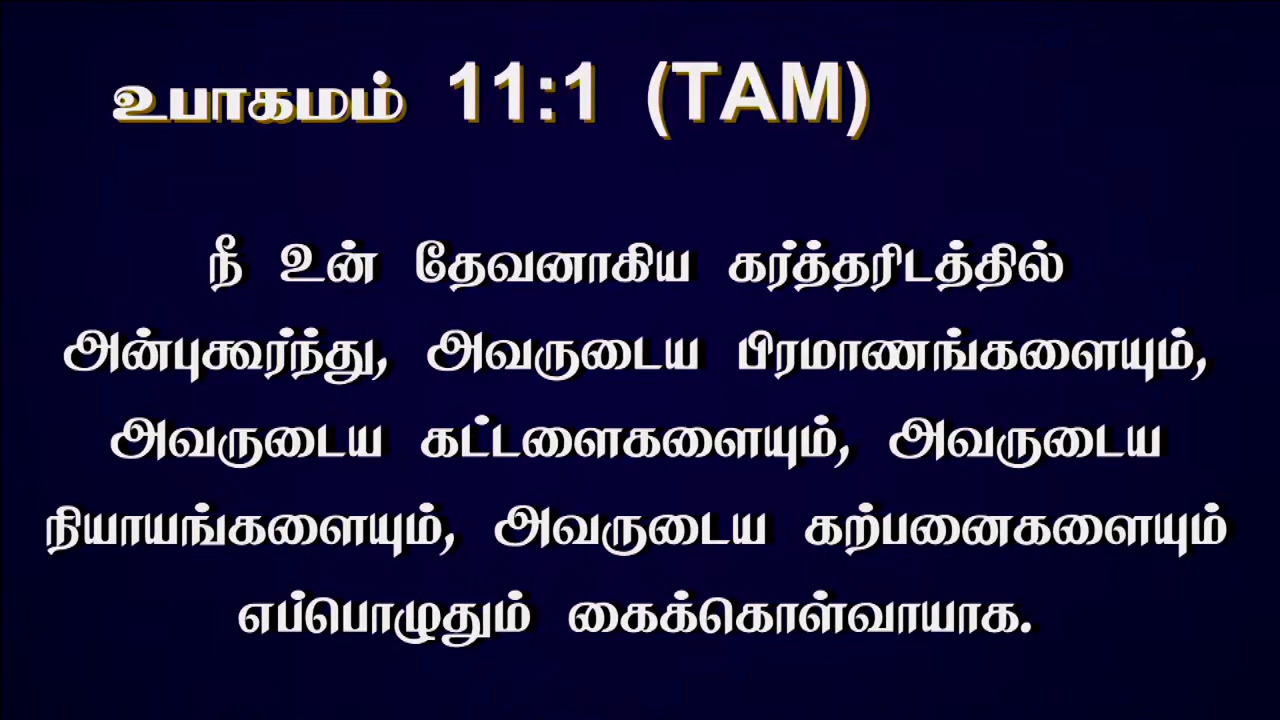 உபாகமம் 11:1 (TAM)
நீ உன் தேவனாகிய கர்த்தரிடத்தில்
அன்புகூர்ந்து, அவருடைய பிரமாணங்களையும்,
அவருடைய கட்டளைகளையும், அவருடைய
நியாயங்களையும், அவருடைய கற்பனைகளையும்
எப்பொழுதும் கைக்கொள்வாயாக.